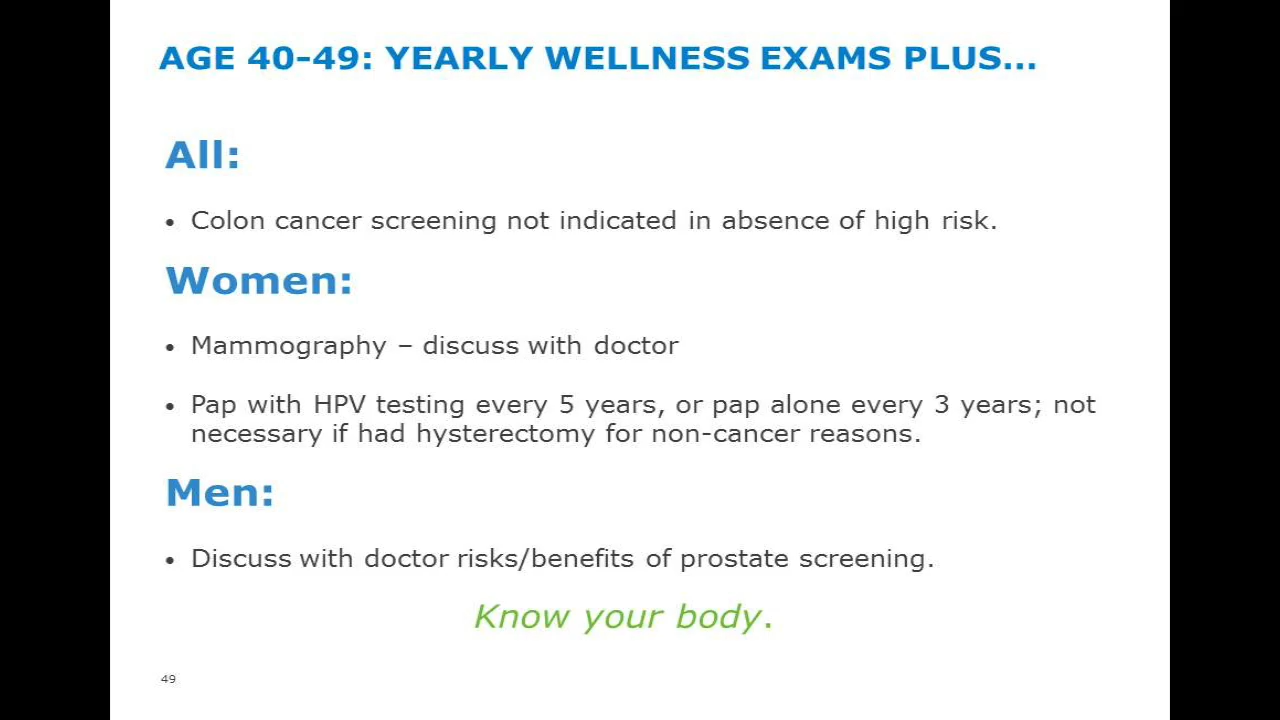 AGE 40-49: YEARLY WELLNESS EXAMS PLUS…
All:
• Colon cancer screening not indicated in absence of high risk.
Women:
• Mammography – discuss with doctor
• Pap with HPV testing every 5 years, or pap alone every 3 years; not
necessary if had hysterectomy for non-cancer reasons.
Men:
• Discuss with doctor risks/benefits of prostate screening.
Know your body.
49